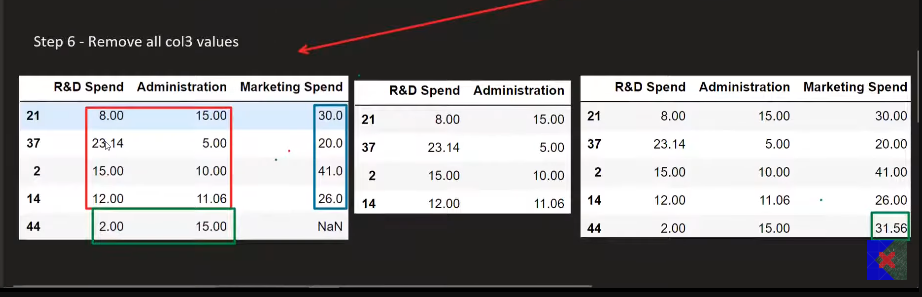 Step 6 - Remove all col3 values
R&D Spend Administration Marketing Spend
21 8.00 15.00 30.0
37 23.14 5.00 20.0
2 15.00 10.00 41.0
14 12.00 11.06 26.0
44 2.00 15.00 NaN
R&D Spend Administration
21 8.00 15.00
37 23.14 5.00
2 15.00 10.00
14 12.00 11.06
R&D Spend Administration Marketing Spend
21 8.00 15.00 30.00
37 23.14 5.00 20.00
2 15.00 10.00 41.00
14 12.00 11.06 26.00
44 2.00 15.00 31.56